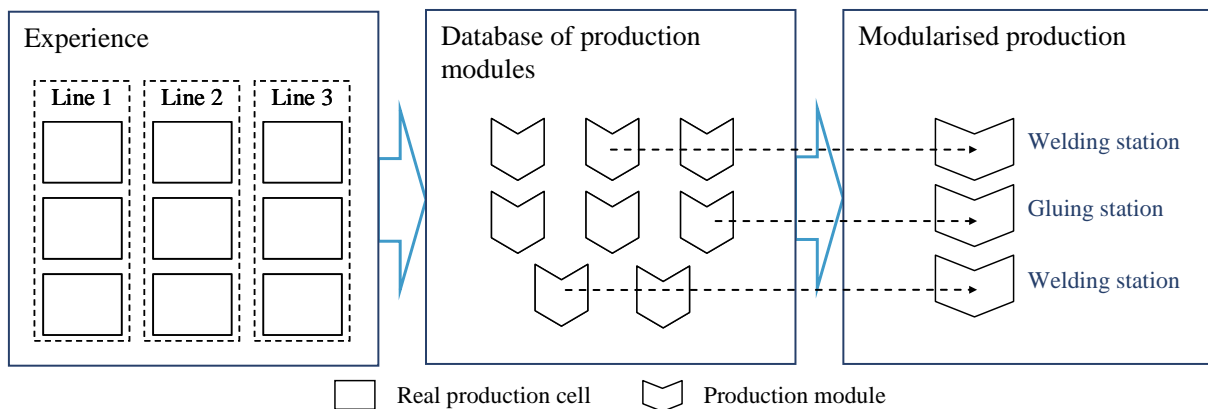 Experience
Line 1
Line 2
Line 3
Database of production
modules
Modularised production
Welding station
Gluing station
Welding station
Real production cell
Production module